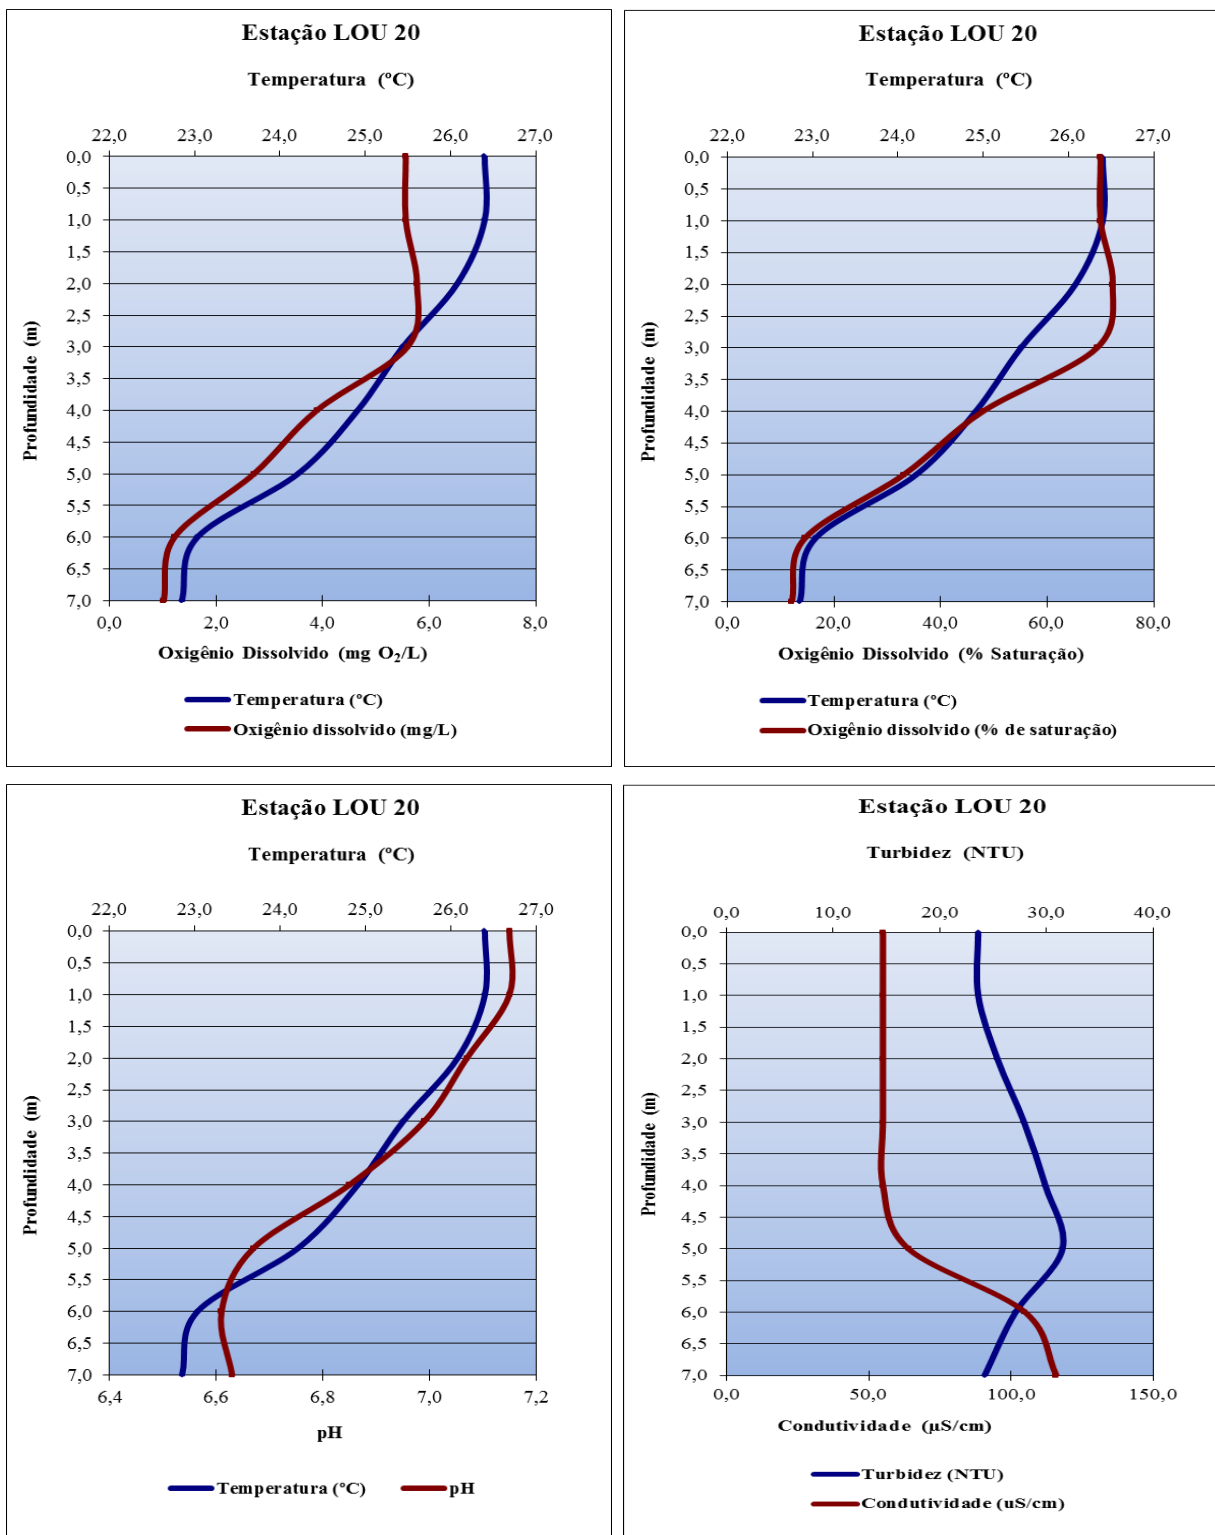 Estação LOU 20
Temperatura (ºC)
22,0 23,0 24,0 25,0 26,0 27,0
0,0
0,5
1,0
1,5
2,0
2,5
3,0
3,5
4,0
4,5
5,0
5,5
6,0
6,5
7,0
Profundidade (m)
0,0 2,0 4,0 6,0 8,0
Oxigênio Dissolvido (mg O₂/L)
Temperatura (ºC)
Oxigênio dissolvido (mg/L)
Estação LOU 20
Temperatura (ºC)
22,0 23,0 24,0 25,0 26,0 27,0
0,0
0,5
1,0
1,5
2,0
2,5
3,0
3,5
4,0
4,5
5,0
5,5
6,0
6,5
7,0
Profundidade (m)
0,0 20,0 40,0 60,0 80,0
Oxigênio Dissolvido (% Saturação)
Temperatura (ºC)
Oxigênio dissolvido (% de saturação)
Estação LOU 20
Temperatura (ºC)
22,0 23,0 24,0 25,0 26,0 27,0
0,0
0,5
1,0
1,5
2,0
2,5
3,0
3,5
4,0
4,5
5,0
5,5
6,0
6,5
7,0
Profundidade (m)
6,4 6,6 6,8 7,0 7,2
pH
Temperatura (ºC) pH
Estação LOU 20
Turbidez (NTU)
0,0 10,0 20,0 30,0 40,0
0,0
0,5
1,0
1,5
2,0
2,5
3,0
3,5
4,0
4,5
5,0
5,5
6,0
6,5
7,0
Profundidade (m)
0,0 50,0 100,0 150,0
Condutividade (µS/cm)
Turbidez (NTU)
Condutividade (uS/cm)